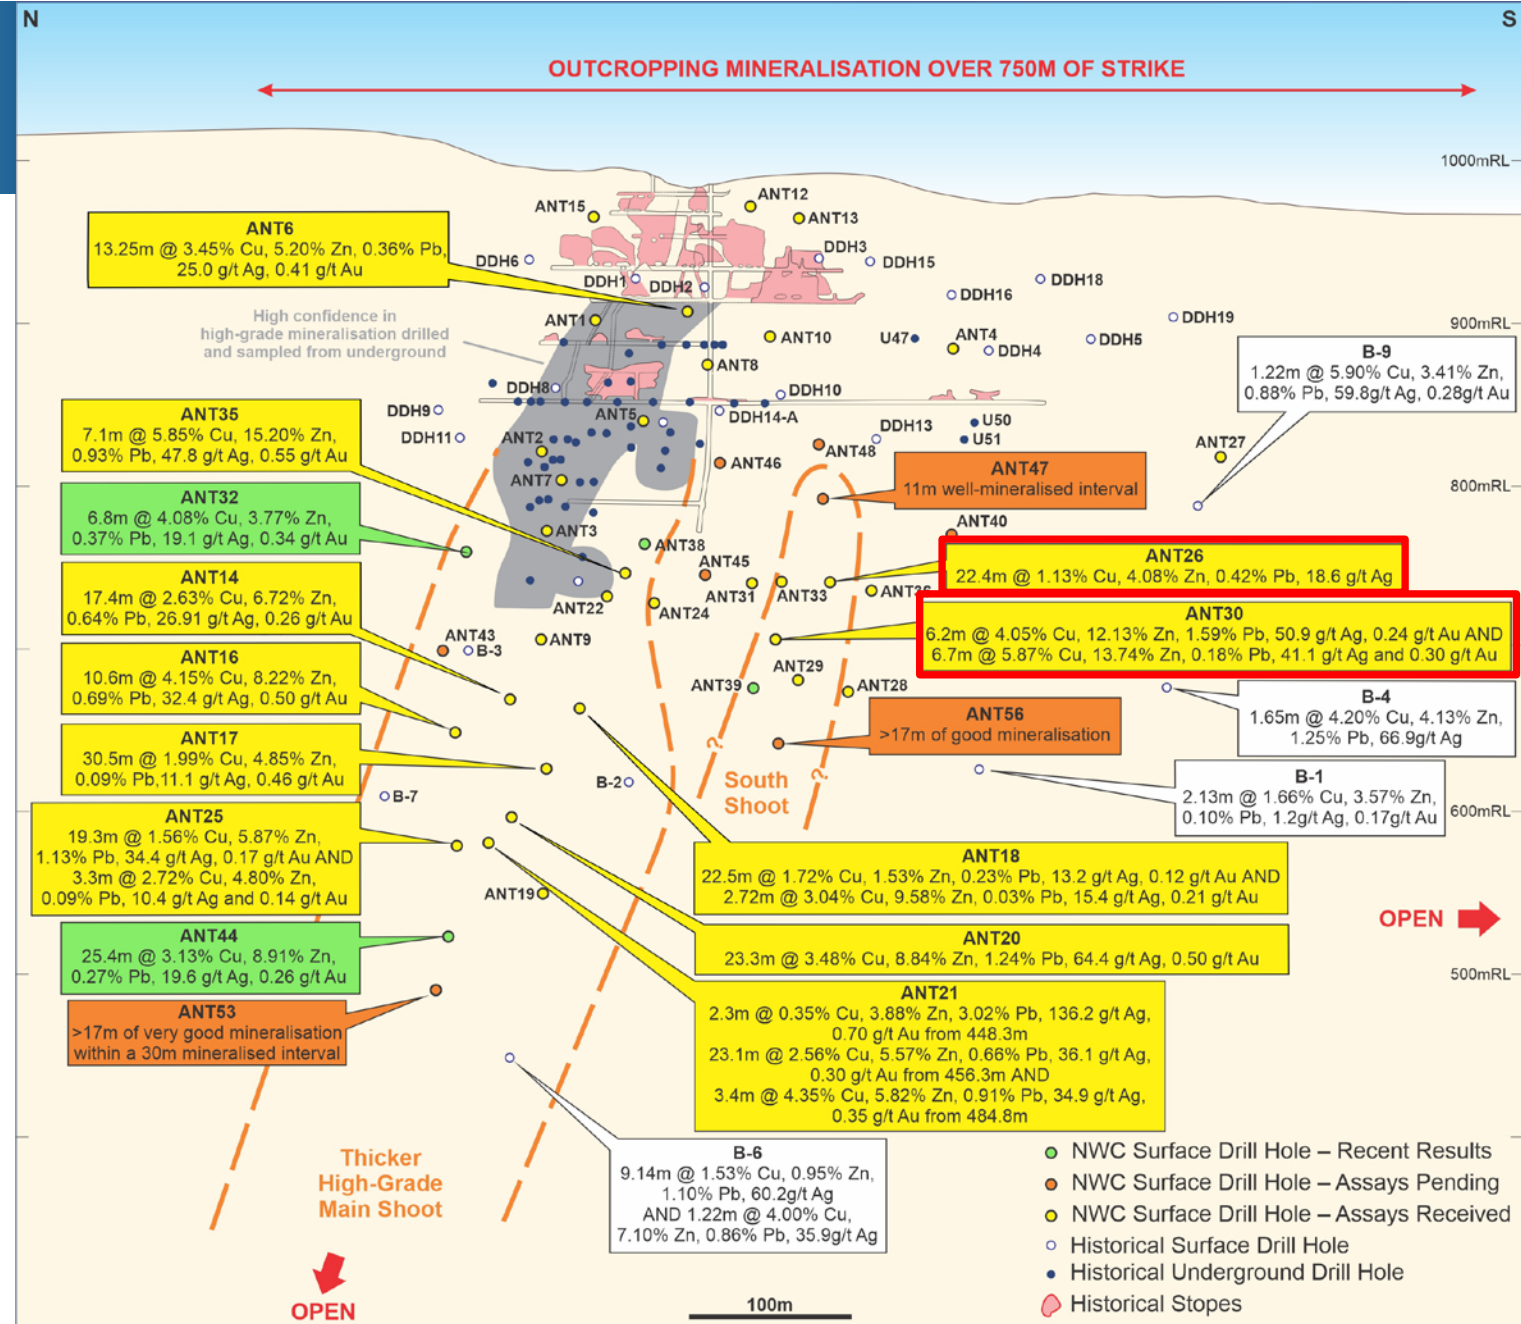 N
S
OUTCROPPING MINERALISATION OVER 750M OF STRIKE
1000mRL
ANT15
ANT12
ANT13
ANT6
13.25m @ 3.45% Cu, 5.20% Zn, 0.36% Pb,
25.0 g/t Ag, 0.41 g/t Au
DDH6
DDH3
DDH15
DDH1
DDH2
DDH18
DDH16
DDH19
High confidence in
high-grade mineralisation drilled
and sampled from underground
ANT1
ANT10
U47
ANT4
DDH4
DDH5
900mRL
ANT8
B-9
1.22m @ 5.90% Cu, 3.41% Zn,
0.88% Pb, 59.8g/t Ag, 0.28g/t Au
DDH8
DDH10
DDH9
ANT5
DDH14-A
DDH11
ANT2
DDH13
U50
U51
ANT48
ANT27
ANT35
7.1m @ 5.85% Cu, 15.20% Zn,
0.93% Pb, 47.8 g/t Ag, 0.55 g/t Au
ANT46
ANT7
ANT47
11m well-mineralised interval
800mRL
ANT32
6.8m @ 4.08% Cu, 3.77% Zn,
0.37% Pb, 19.1 g/t Ag, 0.34 g/t Au
ANT3
ANT38
ANT40
ANT45
ANT26
22.4m @ 1.13% Cu, 4.08% Zn, 0.42% Pb, 18.6 g/t Ag
ANT14
17.4m @ 2.63% Cu, 6.72% Zn,
0.64% Pb, 26.91 g/t Ag, 0.26 g/t Au
ANT22
ANT24
ANT31
ANT33
ANT30
6.2m @ 4.05% Cu, 12.13% Zn, 1.59% Pb, 50.9 g/t Ag, 0.24 g/t Au AND
6.7m @ 5.87% Cu, 13.74% Zn, 0.18% Pb, 41.1 g/t Ag and 0.30 g/t Au
ANT43
B-3
ANT9
ANT16
10.6m @ 4.15% Cu, 8.22% Zn,
0.69% Pb, 32.4 g/t Ag, 0.50 g/t Au
ANT29
ANT39
ANT28
B-4
1.65m @ 4.20% Cu, 4.13% Zn,
1.25% Pb, 66.9g/t Ag
ANT56
>17m of good mineralisation
ANT17
30.5m @ 1.99% Cu, 4.85% Zn,
0.09% Pb,11.1 g/t Ag, 0.46 g/t Au
?
?
South
Shoot
B-2
B-7
B-1
2.13m @ 1.66% Cu, 3.57% Zn,
0.10% Pb, 1.2g/t Ag, 0.17g/t Au
600mRL
ANT25
19.3m @ 1.56% Cu, 5.87% Zn,
1.13% Pb, 34.4 g/t Ag, 0.17 g/t Au AND
3.3m @ 2.72% Cu, 4.80% Zn,
0.09% Pb, 10.4 g/t Ag and 0.14 g/t Au
ANT18
22.5m @ 1.72% Cu, 1.53% Zn, 0.23% Pb, 13.2 g/t Ag, 0.12 g/t Au AND
2.72m @ 3.04% Cu, 9.58% Zn, 0.03% Pb, 15.4 g/t Ag, 0.21 g/t Au
ANT19
OPEN
ANT44
25.4m @ 3.13% Cu, 8.91% Zn,
0.27% Pb, 19.6 g/t Ag, 0.26 g/t Au
ANT20
23.3m @ 3.48% Cu, 8.84% Zn, 1.24% Pb, 64.4 g/t Ag, 0.50 g/t Au
500mRL
ANT53
>17m of very good mineralisation
within a 30m mineralised interval
ANT21
2.3m @ 0.35% Cu, 3.88% Zn, 3.02% Pb, 136.2 g/t Ag,
0.70 g/t Au from 448.3m
23.1m @ 2.56% Cu, 5.57% Zn, 0.66% Pb, 36.1 g/t Ag,
0.30 g/t Au from 456.3m AND
3.4m @ 4.35% Cu, 5.82% Zn, 0.91% Pb, 34.9 g/t Ag,
0.35 g/t Au from 484.8m
B-6
9.14m @ 1.53% Cu, 0.95% Zn,
1.10% Pb, 60.2g/t Ag
AND 1.22m @ 4.00% Cu,
7.10% Zn, 0.86% Pb, 35.9g/t Ag
Thicker
High-Grade
Main Shoot
OPEN
100m
NWC Surface Drill Hole – Recent Results
NWC Surface Drill Hole – Assays Pending
NWC Surface Drill Hole – Assays Received
Historical Surface Drill Hole
Historical Underground Drill Hole
Historical Stopes